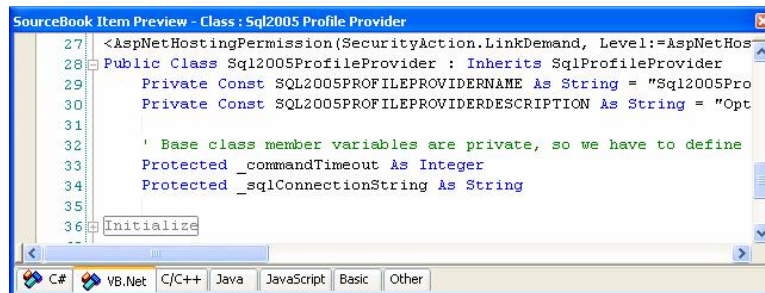 SourceBook Item Preview - Class : Sql2005 Profile Provider
27 <AspNetHostingPermission(SecurityAction.LinkDemand, Level:=AspNetHos
28 Public Class Sql2005ProfileProvider : Inherits SqlProfileProvider
29 Private Const SQL2005PROFILEPROVIDERNAME As String = "Sql2005Pro
30 Private Const SQL2005PROFILEPROVIDERDESCRIPTION As String = "Opt
31
32 ' Base class member variables are private, so we have to define
33 Protected _commandTimeout As Integer
34 Protected _sqlConnectionString As String
35
36 Initialize
C# VB.Net C/C++ Java JavaScript Basic Other